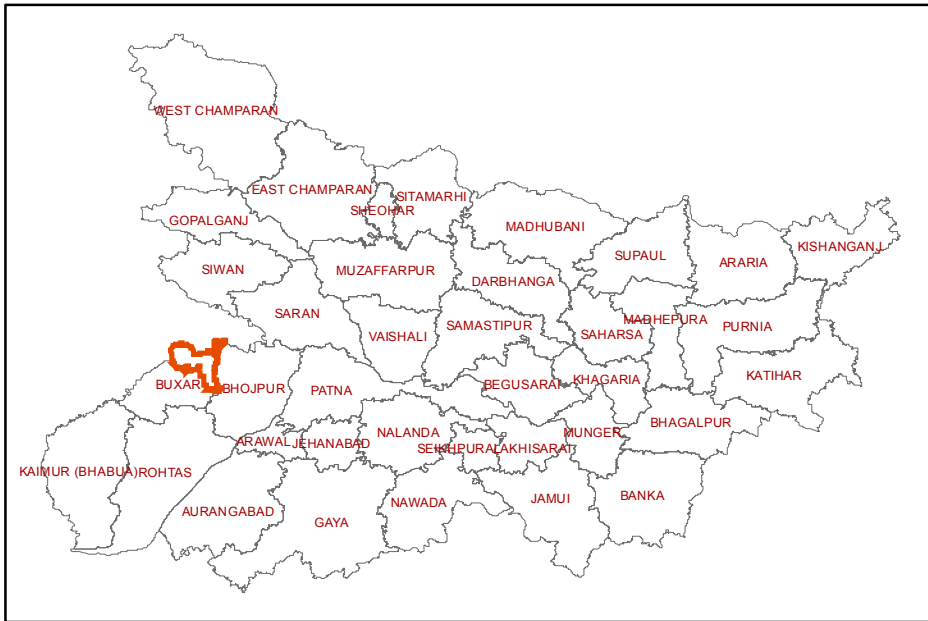 WEST CHAMPARAN
EAST CHAMPARAN
SITAMARHI
SHEOHAR
GOPALGANJ
MADHUBANI
KISHANGANJ
SUPAUL
ARARIA
SIWAN
MUZAFFARPUR
DARBHANGA
SARAN
MADHEPURA
SAMASTIPUR
PURNIA
VAISHALI
SAHARSA
KATIHAR
BUXAR
BHOJPUR
PATNA
BEGUSARAI
KHAGARIA
BHAGALPUR
NALANDA
MUNGER
ARAWAL
JEHANABAD
SEIKHPURA
LAKHISARAI
KAIMUR (BHABUA)
ROHTAS
BANKA
JAMUI
NAWADA
AURANGABAD
GAYA